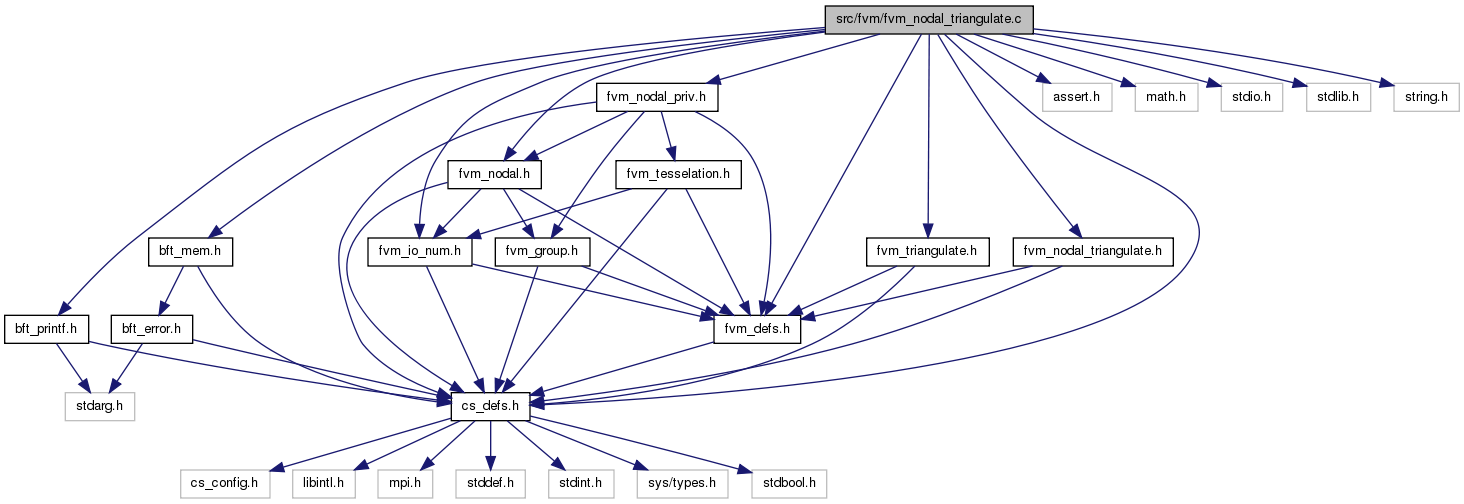 src/fvm/fvm_nodal_triangulate.c
fvm_nodal_priv.h
assert.h
math.h
stdio.h
stdlib.h
string.h
fvm_nodal.h
fvm_tesselation.h
bft_mem.h
fvm_io_num.h
fvm_group.h
fvm_triangulate.h
fvm_nodal_triangulate.h
bft_printf.h
bft_error.h
fvm_defs.h
stdarg.h
cs_defs.h
cs_config.h
libintl.h
mpi.h
stddef.h
stdint.h
sys/types.h
stdbool.h